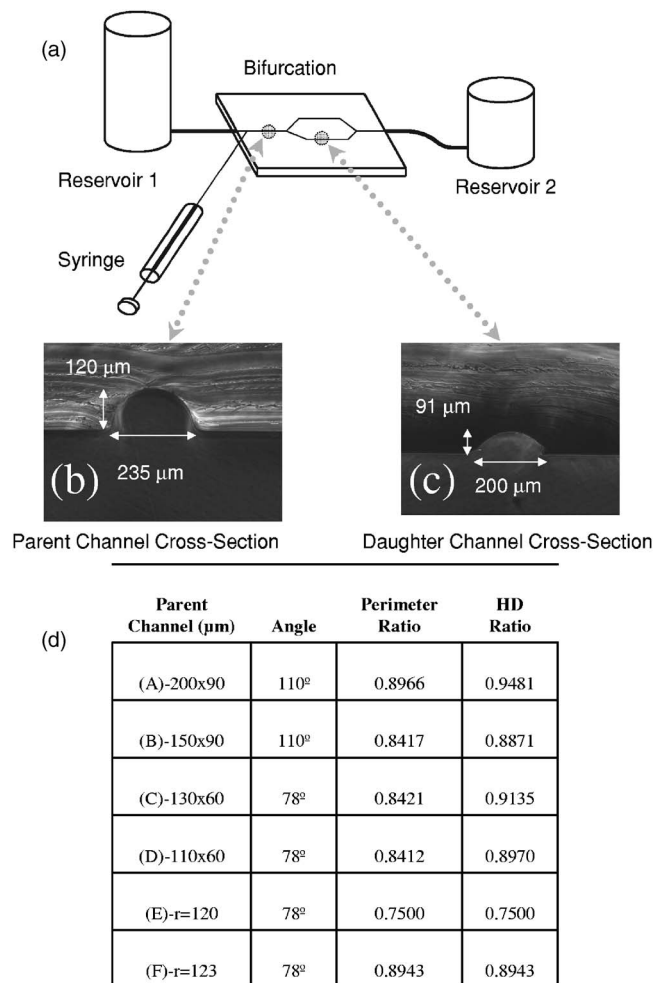 (a)
Bifurcation
Reservoir 1
Reservoir 2
Syringe
120 μm
235 μm
(b)
91 μm
200 μm
(c)
Parent Channel Cross-Section
Daughter Channel Cross-Section
(d)
Parent Channel (μm) Angle Perimeter Ratio HD Ratio
(A)-200x90 110º 0.8966 0.9481
(B)-150x90 110º 0.8417 0.8871
(C)-130x60 78º 0.8421 0.9135
(D)-110x60 78º 0.8412 0.8970
(E)-r=120 78º 0.7500 0.7500
(F)-r=123 78º 0.8943 0.8943